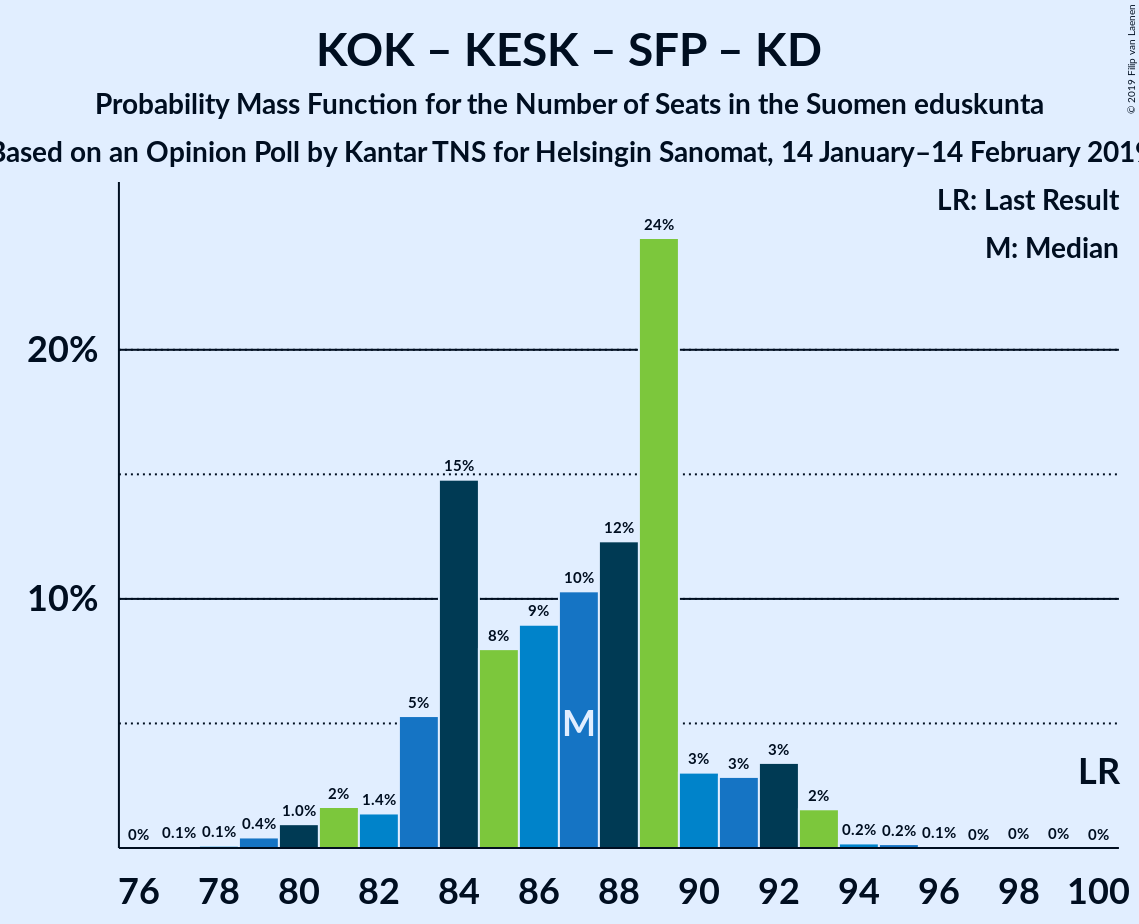 KOK – KESK – SFP – KD
Probability Mass Function for the Number of Seats in the Suomen eduskunta
Based on an Opinion Poll by Kantar TNS for Helsingin Sanomat, 14 January–14 February 2019
© 2019 Filip van Laenen
LR: Last Result
M: Median
20%
10%
0% 0.1% 0.1% 0.4% 1.0% 2% 1.4% 5% 15% 8% 9% 10% 12% 24% 3% 3% 3% 2% 0.2% 0.2% 0.1% 0% 0% 0% 0%
M
LR
76 78 80 82 84 86 88 90 92 94 96 98 100